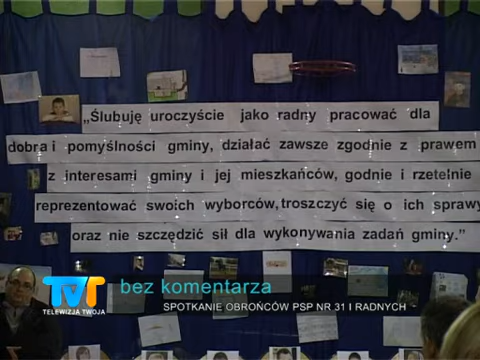 „Ślubuję uroczyście jako radny pracować dla
dobra i pomyślności gminy, działać zawsze zgodnie z prawem
z interesami gminy i jej mieszkańców, godnie i rzetelnie
reprezentować swoich wyborców, troszczyć się o ich sprawy
oraz nie szczędzić sił dla wykonywania zadań gminy.”
TVT
TELEWIZJA TWOJA
bez komentarza
SPOTKANIE OBROŃCÓW PSP NR 31 I RADNYCH